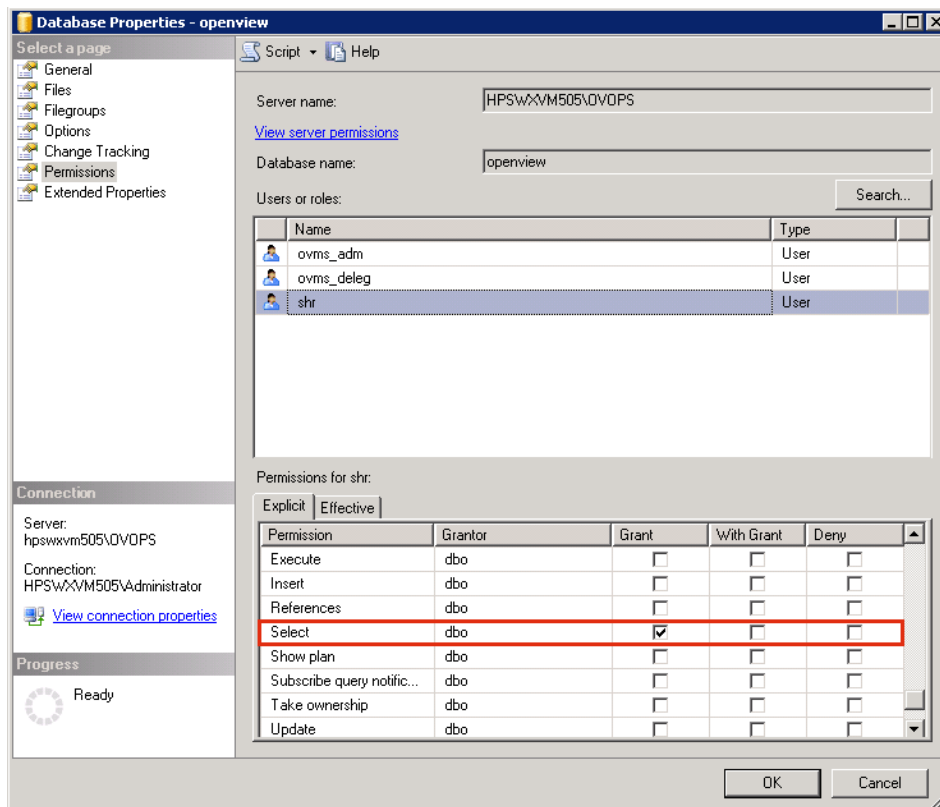 Database Properties - openview
Select a page
General
Files
Filegroups
Options
Change Tracking
Permissions
Extended Properties
Script Help
Server name: HPSWXVM505\OVOPS
View server permissions
Database name: openview
Users or roles: Search...
Name Type
ovms_adm User
ovms_deleg User
shr User
Permissions for shr:
Explicit Effective
Permission Grantor Grant With Grant Deny
Execute dbo
Insert dbo
References dbo
Select dbo
Show plan dbo
Subscribe query notific... dbo
Take ownership dbo
Update dbo
Connection
Server:
hpswxvm505\OVOPS
Connection:
HPSWXVM505\Administrator
View connection properties
Progress
Ready
OK Cancel